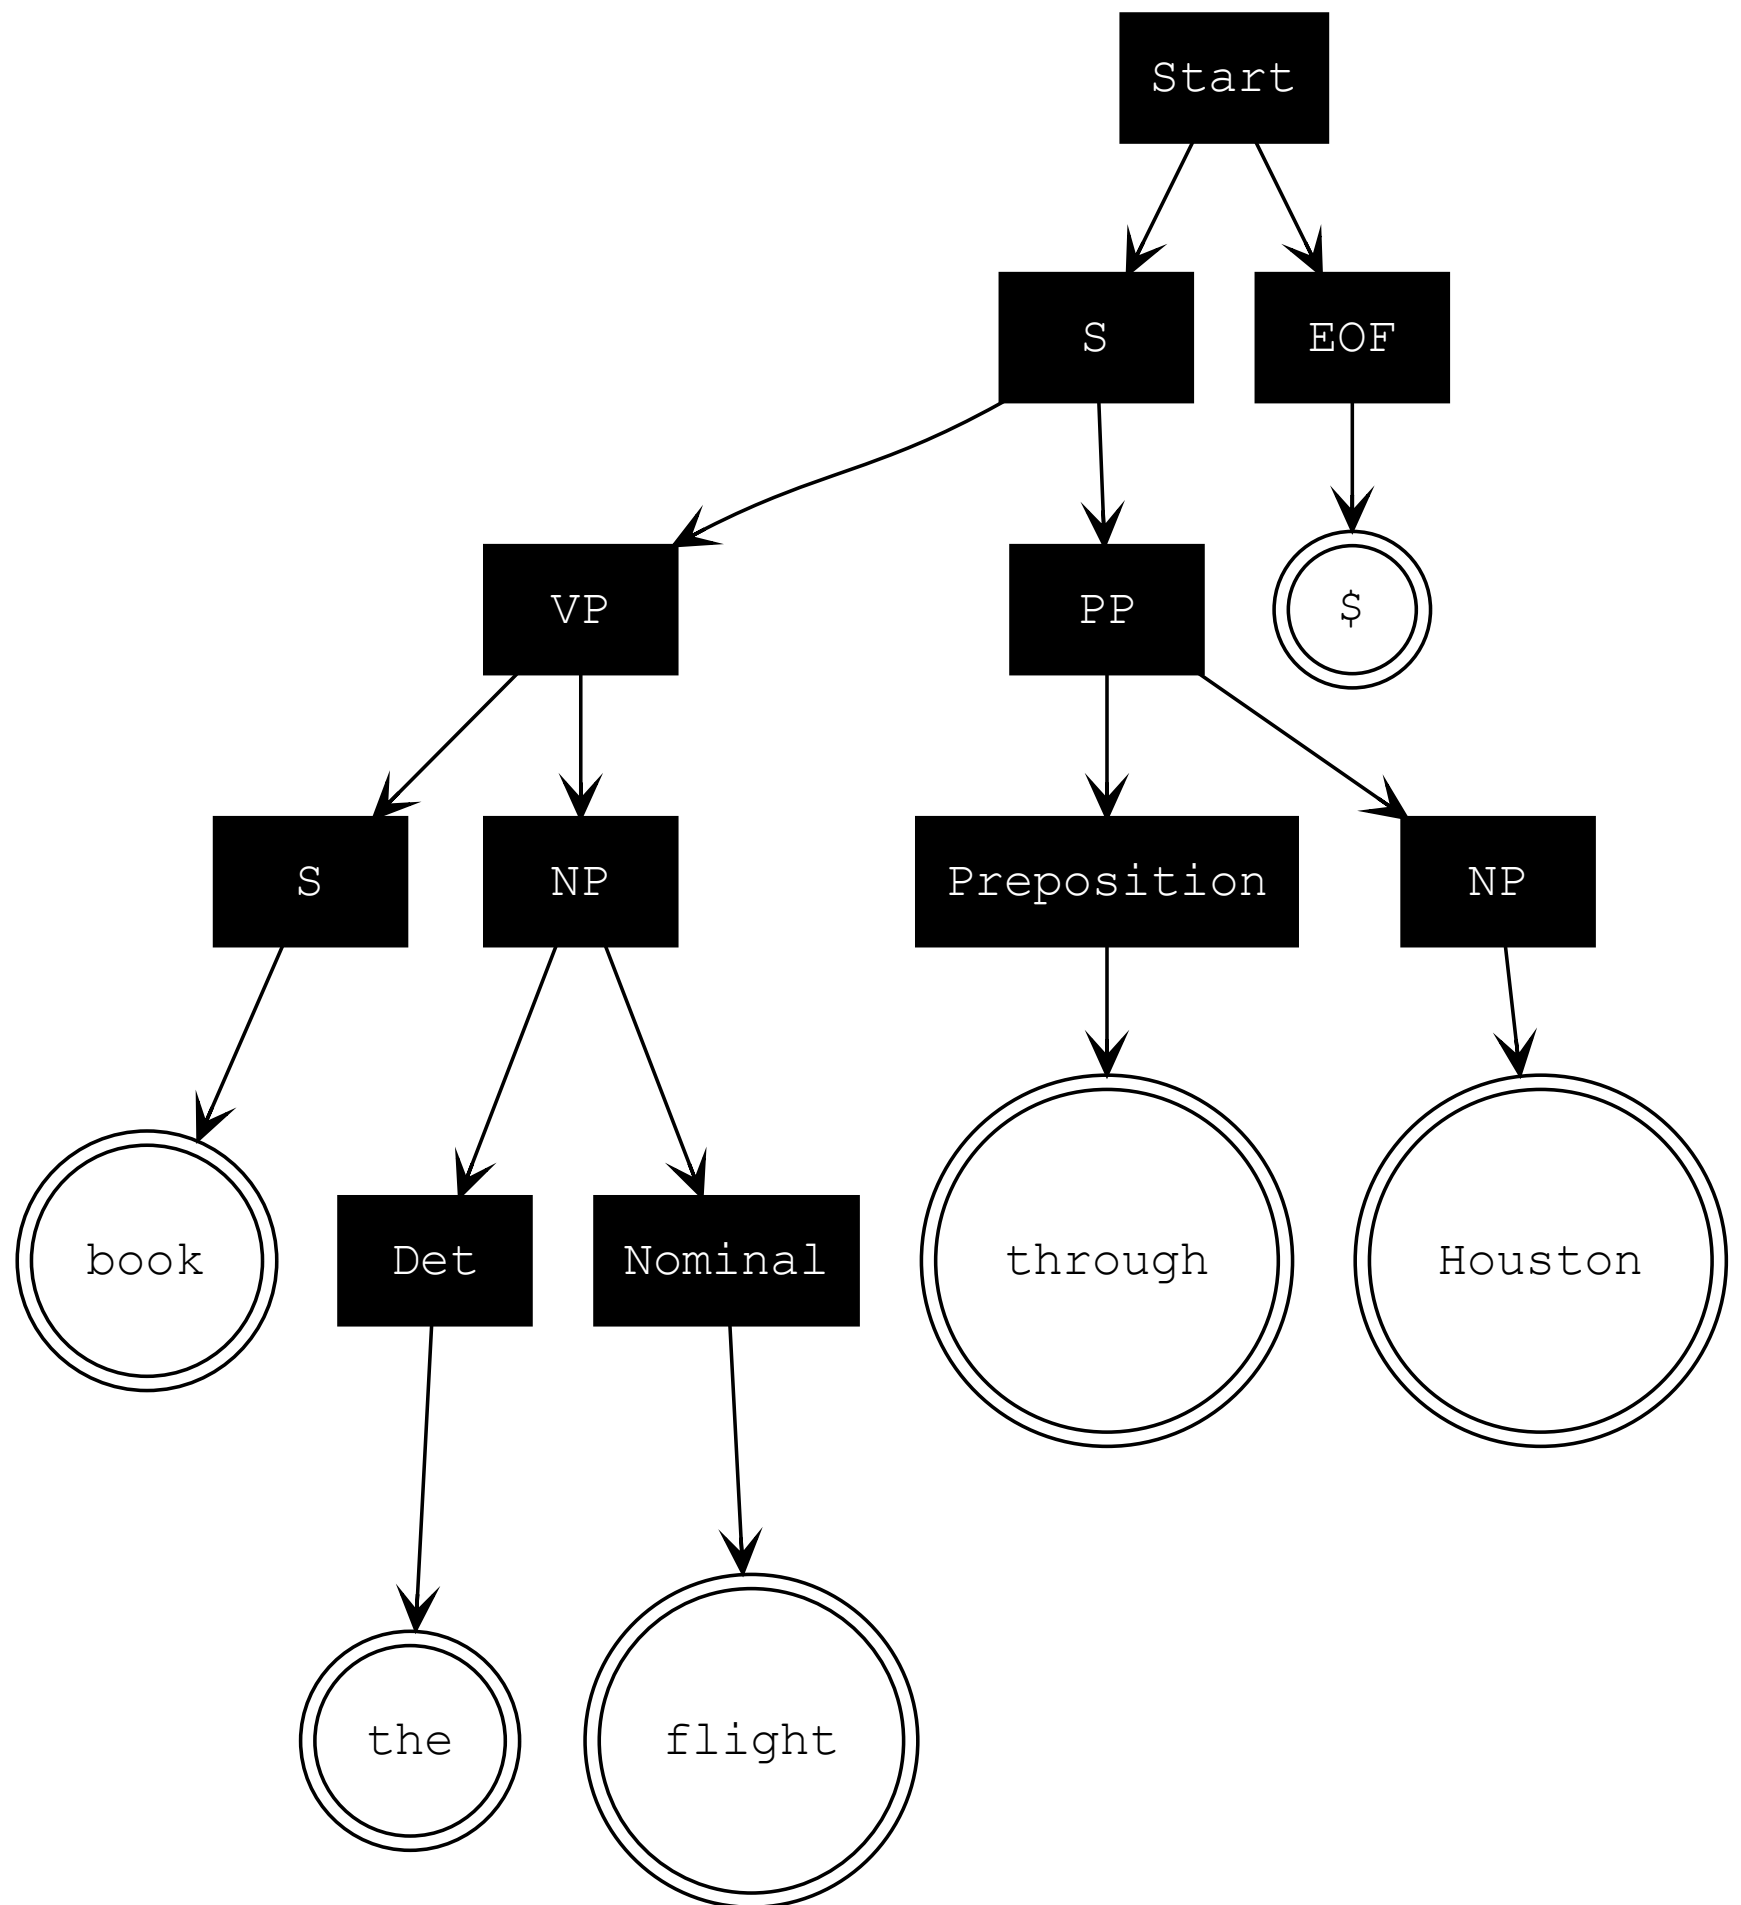 Start
S
EOF
VP
PP
$
S
NP
Preposition
NP
book
Det
Nominal
through
Houston
the
flight